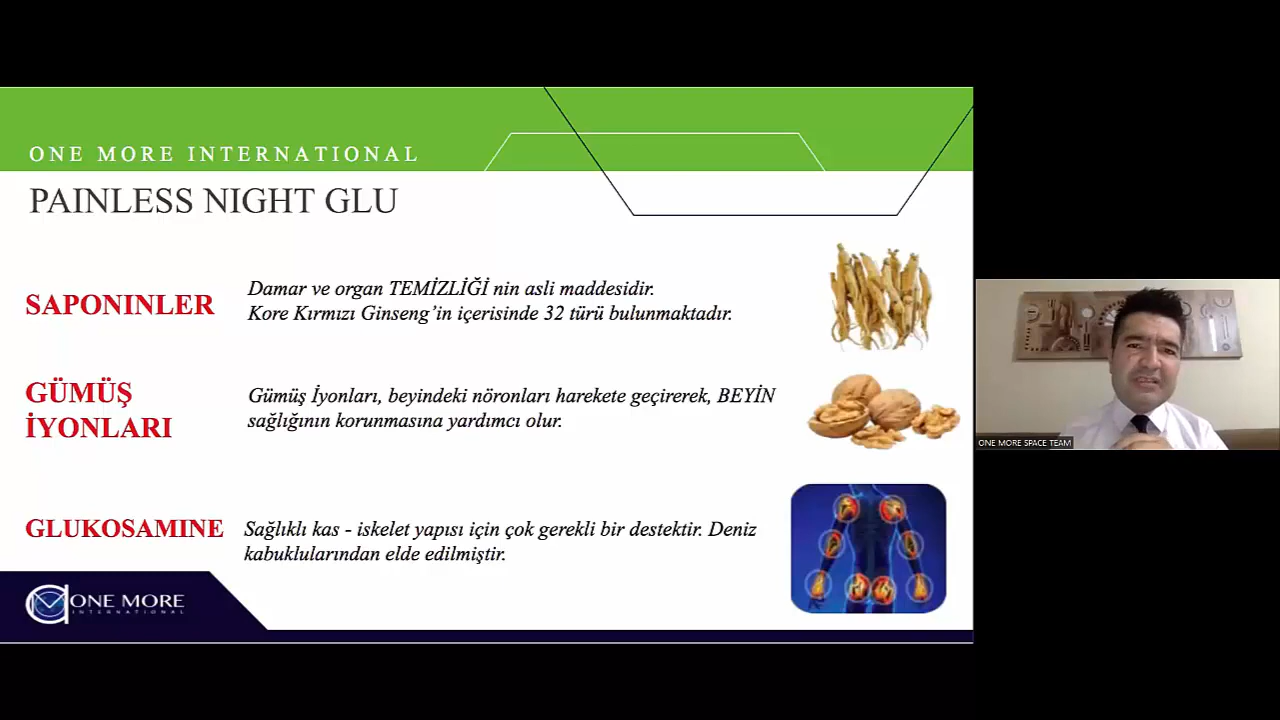 ONE MORE INTERNATIONAL
PAINLESS NIGHT GLU
SAPONINLER
Damar ve organ TEMİZLİĞİ nin asli maddesidir.
Kore Kırmızı Ginseng’in içerisinde 32 türü bulunmaktadır.
GÜMÜŞ
İYONLARI
Gümüş İyonları, beyindeki nöronları harekete geçirerek, BEYİN
sağlığının korunmasına yardımcı olur.
GLUKOSAMINE
Sağlıklı kas - iskelet yapısı için çok gerekli bir destektir. Deniz
kabuklularından elde edilmiştir.
ONE MORE
INTERNATIONAL
ONE MORE SPACE TEAM